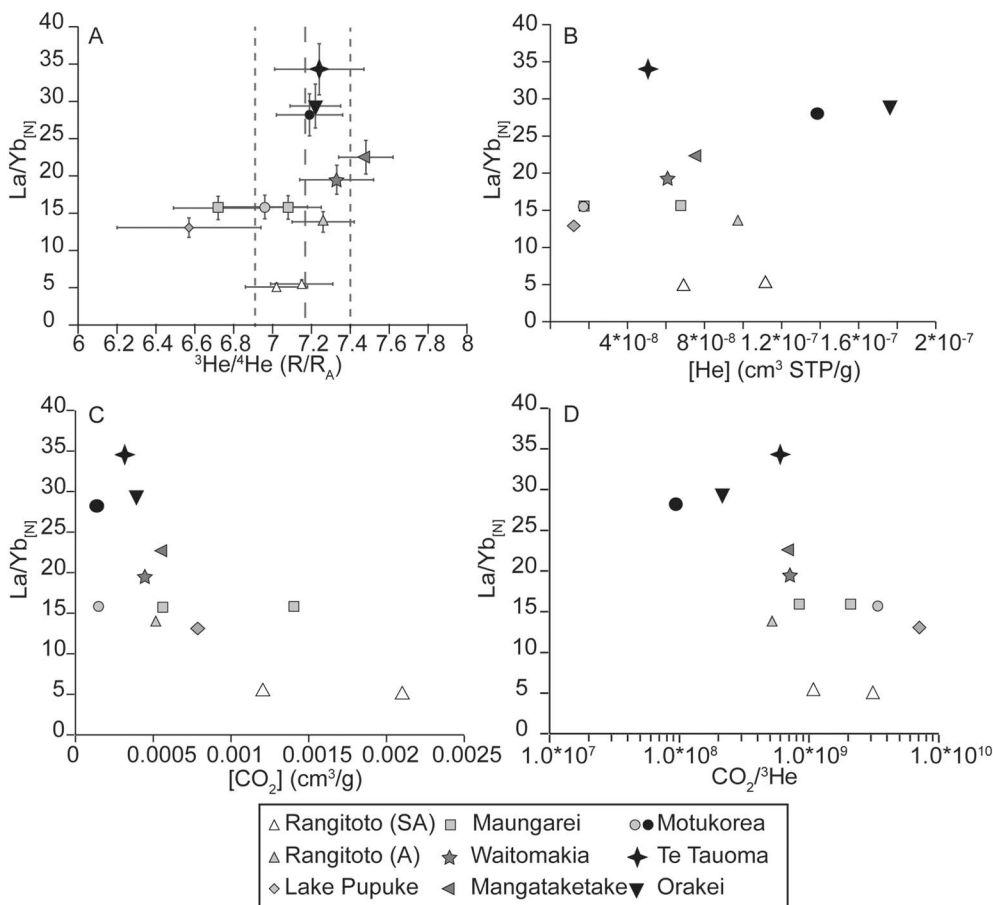 A
La/Yb[N]
40
35
30
25
20
15
10
5
0
6 6.2 6.4 6.6 6.8 7 7.2 7.4 7.6 7.8 8
³He/⁴He (R/RA)
B
La/Yb[N]
40
35
30
25
20
15
10
5
0
4*10⁻⁸ 8*10⁻⁸ 1.2*10⁻⁷ 1.6*10⁻⁷ 2*10⁻⁷
[He] (cm³ STP/g)
C
La/Yb[N]
40
35
30
25
20
15
10
5
0
0 0.0005 0.001 0.0015 0.002 0.0025
[CO₂] (cm³/g)
D
La/Yb[N]
40
35
30
25
20
15
10
5
0
1.0*10⁷ 1.0*10⁸ 1.0*10⁹ 1.0*10¹⁰
CO₂/³He
Rangitoto (SA) Maungarei Motukorea
Rangitoto (A) Waitomakia Te Tauoma
Lake Pupuke Mangataketake Orakei